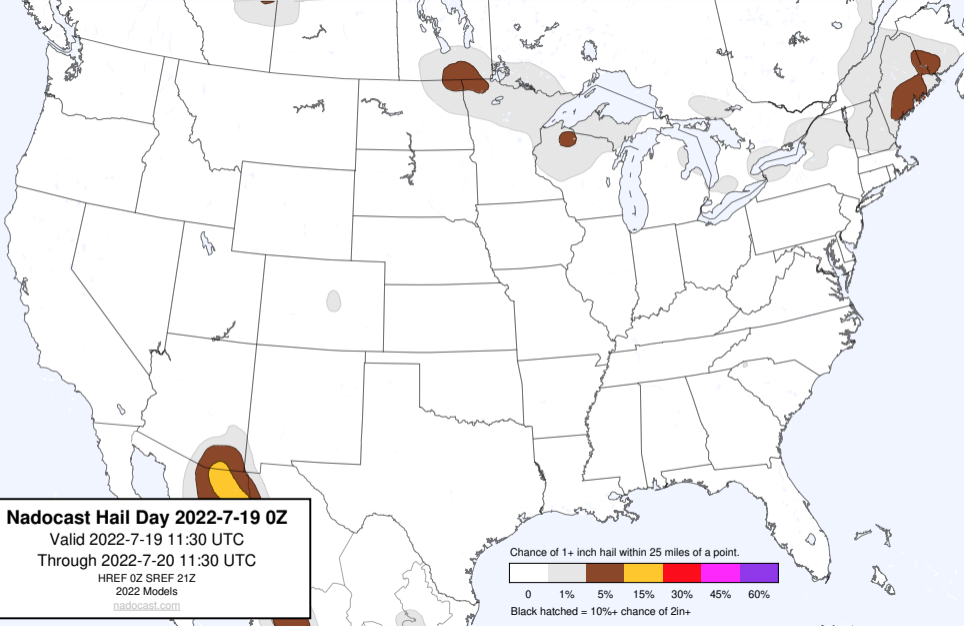 Nadocast Hail Day 2022-7-19 0Z
Valid 2022-7-19 11:30 UTC
Through 2022-7-20 11:30 UTC
HREF 0Z SREF 21Z
2022 Models
nadocast.com
Chance of 1+ inch hail within 25 miles of a point.
0 1% 5% 15% 30% 45% 60%
Black hatched = 10%+ chance of 2in+